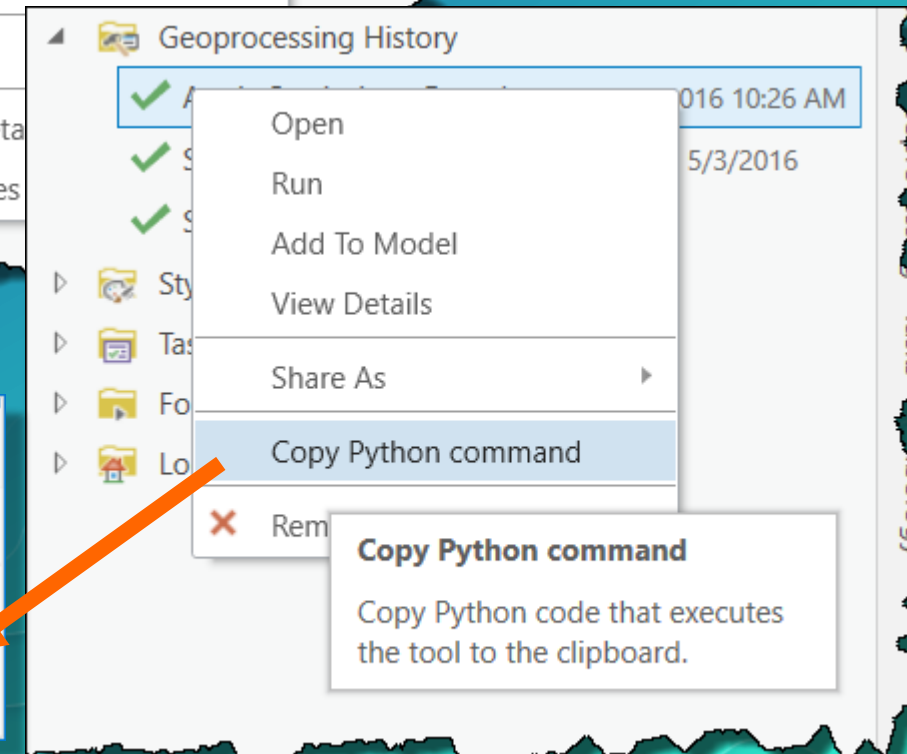 Geoprocessing History
016 10:26 AM
Open
5/3/2016
Run
Add To Model
View Details
Share As
Copy Python command
Copy Python command
Copy Python code that executes
the tool to the clipboard.